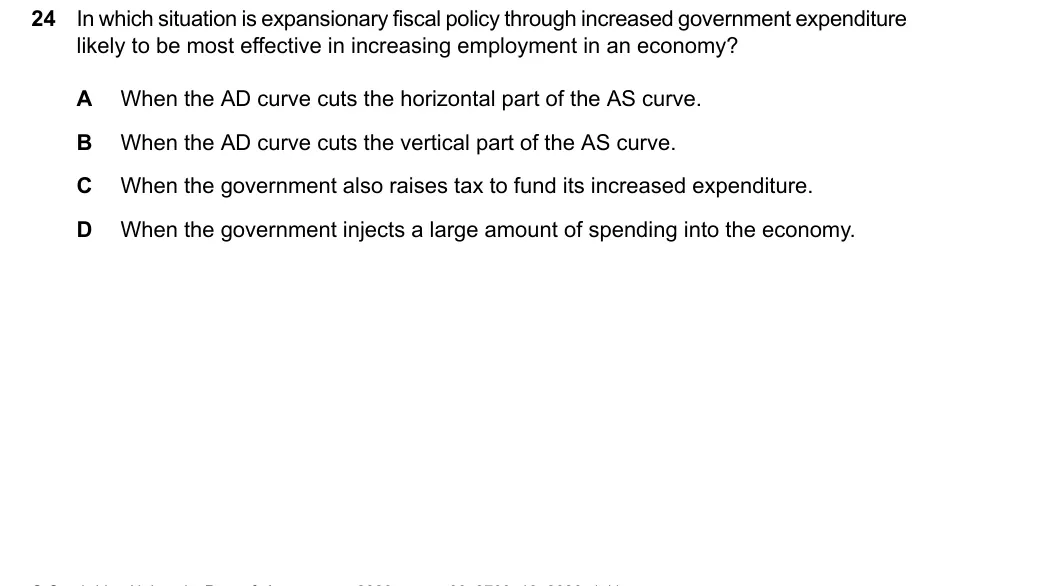 24 In which situation is expansionary fiscal policy through increased government expenditure
likely to be most effective in increasing employment in an economy?
A When the AD curve cuts the horizontal part of the AS curve.
B When the AD curve cuts the vertical part of the AS curve.
C When the government also raises tax to fund its increased expenditure.
D When the government injects a large amount of spending into the economy.